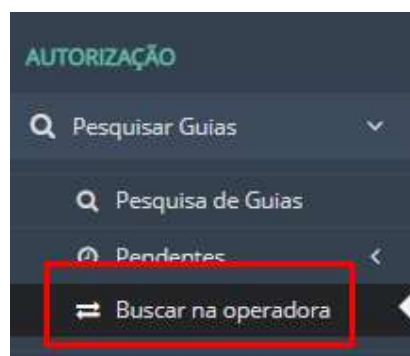 AUTORIZAÇÃO
Pesquisar Guias
Pesquisa de Guias
Pendentes
Buscar na operadora